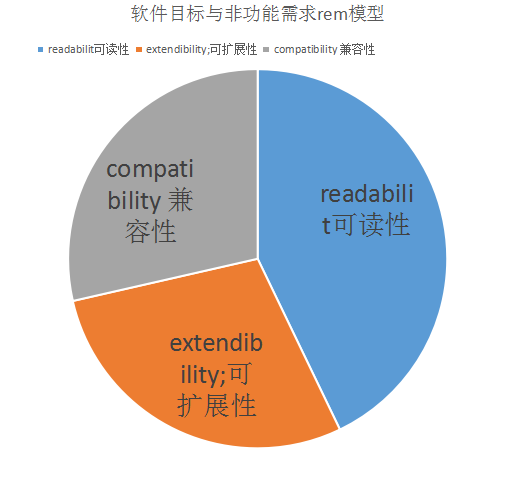 软件目标与非功能需求rem模型
readabilit可读性 extendibility;可扩展性 compatibility 兼容性
compati
bility 兼
容性
readabili
t可读性
extendib
ility;可
扩展性